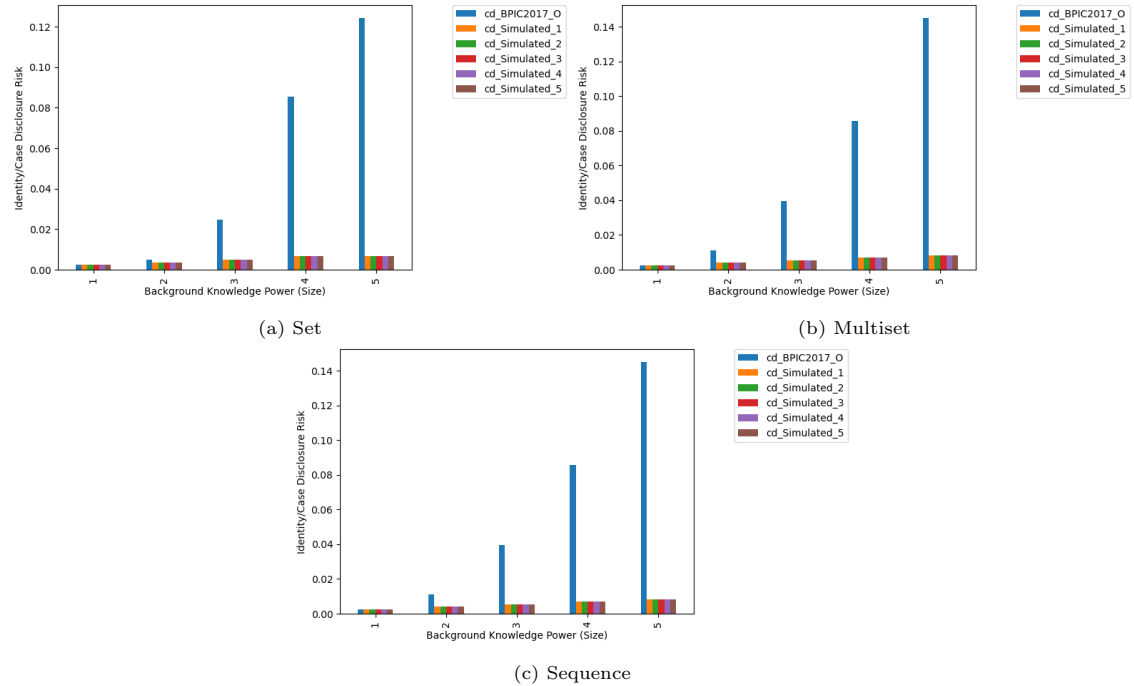 0.12
0.10
0.08
0.06
0.04
0.02
0.00
Identity/Case Disclosure Risk
1
2
3
4
5
Background Knowledge Power (Size)
cd_BPIC2017_O
cd_Simulated_1
cd_Simulated_2
cd_Simulated_3
cd_Simulated_4
cd_Simulated_5
(a) Set
0.14
0.12
0.10
0.08
0.06
0.04
0.02
0.00
Identity/Case Disclosure Risk
1
2
3
4
5
Background Knowledge Power (Size)
cd_BPIC2017_O
cd_Simulated_1
cd_Simulated_2
cd_Simulated_3
cd_Simulated_4
cd_Simulated_5
(b) Multiset
0.14
0.12
0.10
0.08
0.06
0.04
0.02
0.00
Identity/Case Disclosure Risk
1
2
3
4
5
Background Knowledge Power (Size)
cd_BPIC2017_O
cd_Simulated_1
cd_Simulated_2
cd_Simulated_3
cd_Simulated_4
cd_Simulated_5
(c) Sequence